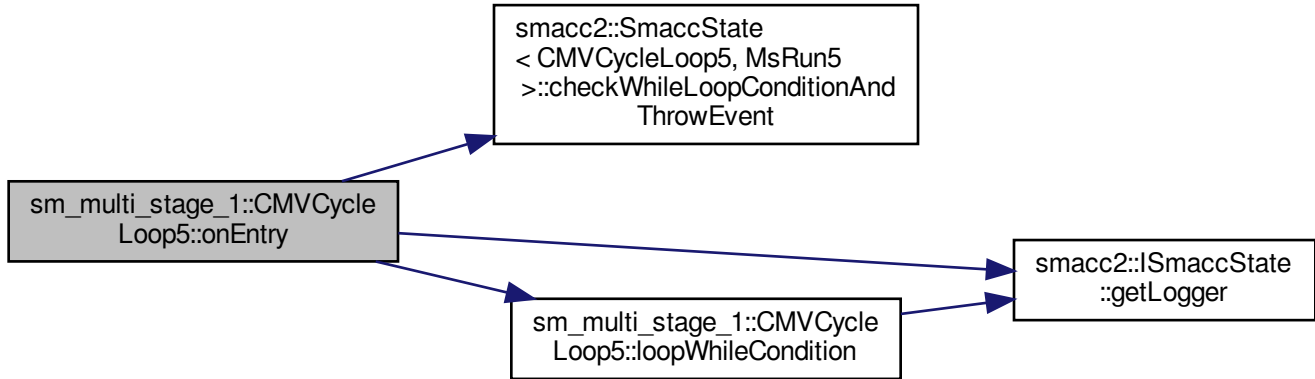 smacc2::SmaccState
< CMVCycleLoop5, MsRun5
>::checkWhileLoopConditionAnd
ThrowEvent
sm_multi_stage_1::CMVCycle
Loop5::onEntry
smacc2::ISmaccState
::getLogger
sm_multi_stage_1::CMVCycle
Loop5::loopWhileCondition